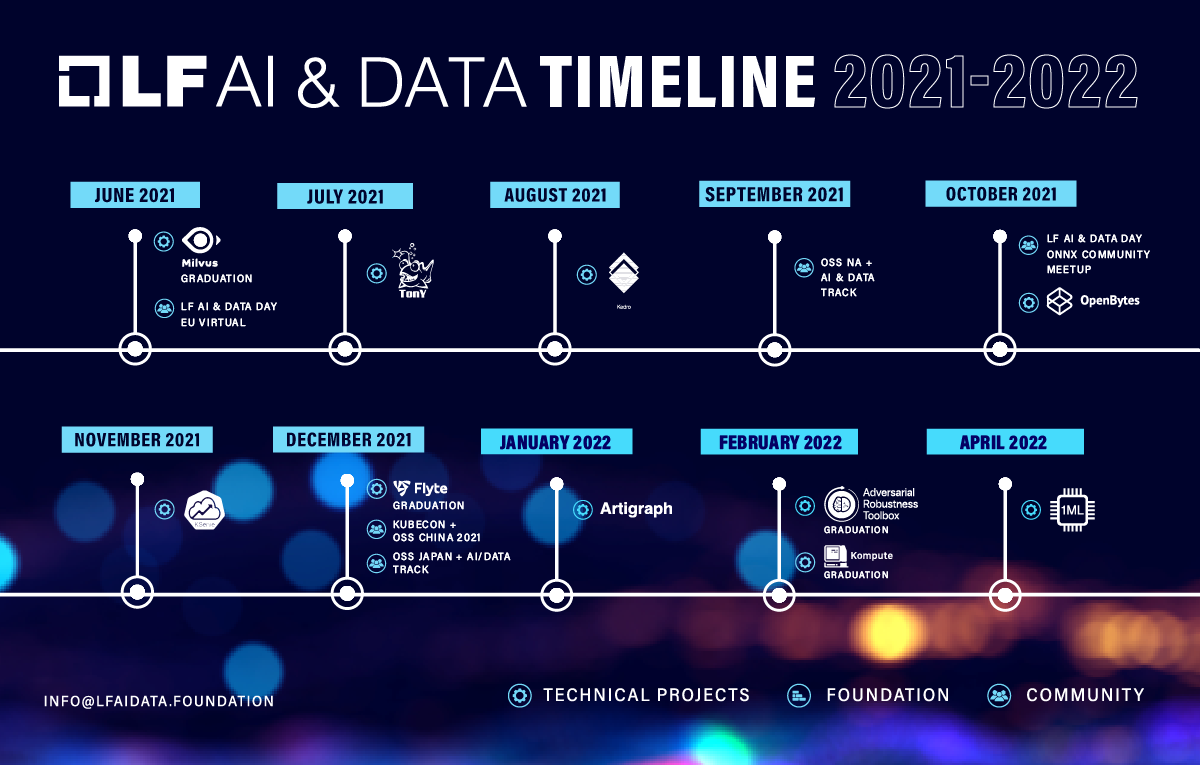 LF AI & DATA TIMELINE 2021-2022
JUNE 2021
Milvus
GRADUATION
LF AI & DATA DAY
EU VIRTUAL
JULY 2021
TonY
AUGUST 2021
Kedro
SEPTEMBER 2021
OSS NA +
AI & DATA
TRACK
OCTOBER 2021
LF AI & DATA DAY
ONNX COMMUNITY
MEETUP
OpenBytes
NOVEMBER 2021
KServe
DECEMBER 2021
Flyte
GRADUATION
KUBECON +
OSS CHINA 2021
OSS JAPAN + AI/DATA
TRACK
JANUARY 2022
Artigraph
FEBRUARY 2022
Adversarial
Robustness
Toolbox
GRADUATION
Kompute
GRADUATION
APRIL 2022
1ML
INFO@LFAIDATA.FOUNDATION
TECHNICAL PROJECTS
FOUNDATION
COMMUNITY